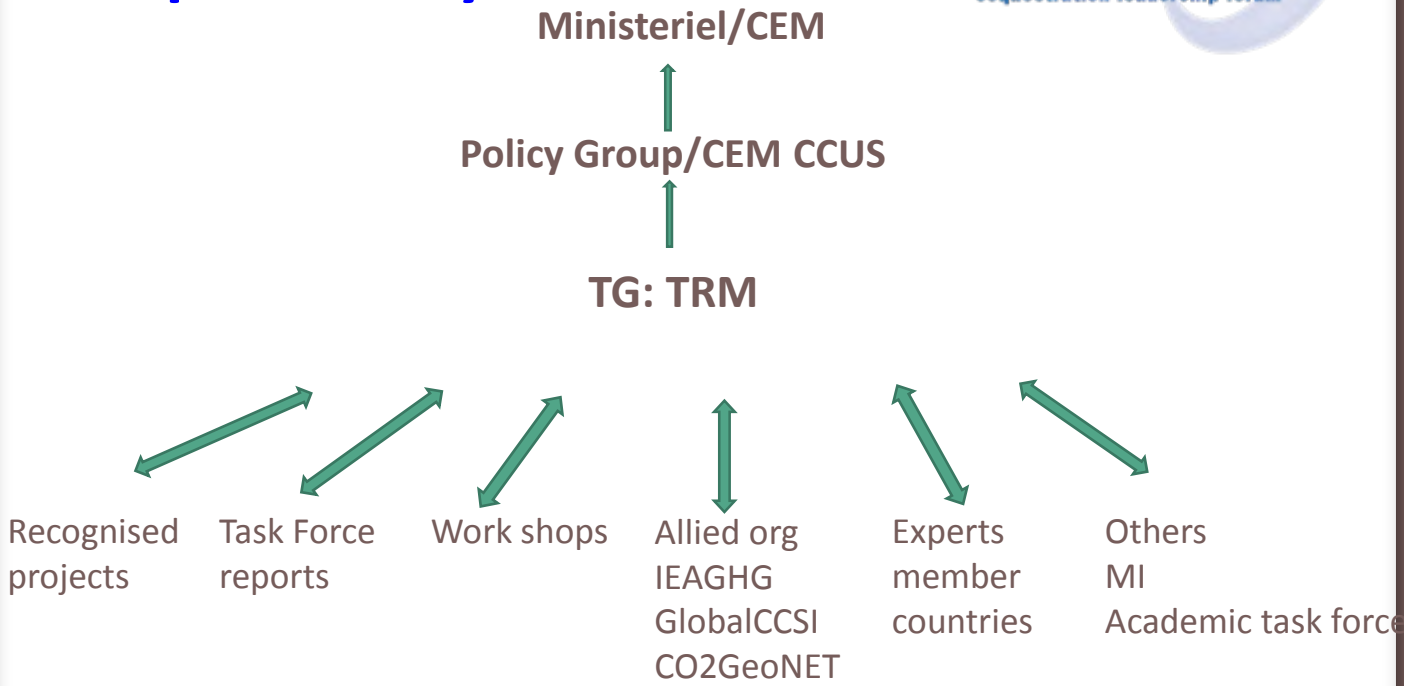 Ministeriel/CEM
Policy Group/CEM CCUS
TG: TRM
Recognised projects
Task Force reports
Work shops
Allied org
IEAGHG
GlobalCCSI
CO2GeoNET
Experts
member
countries
Others
MI
Academic task force